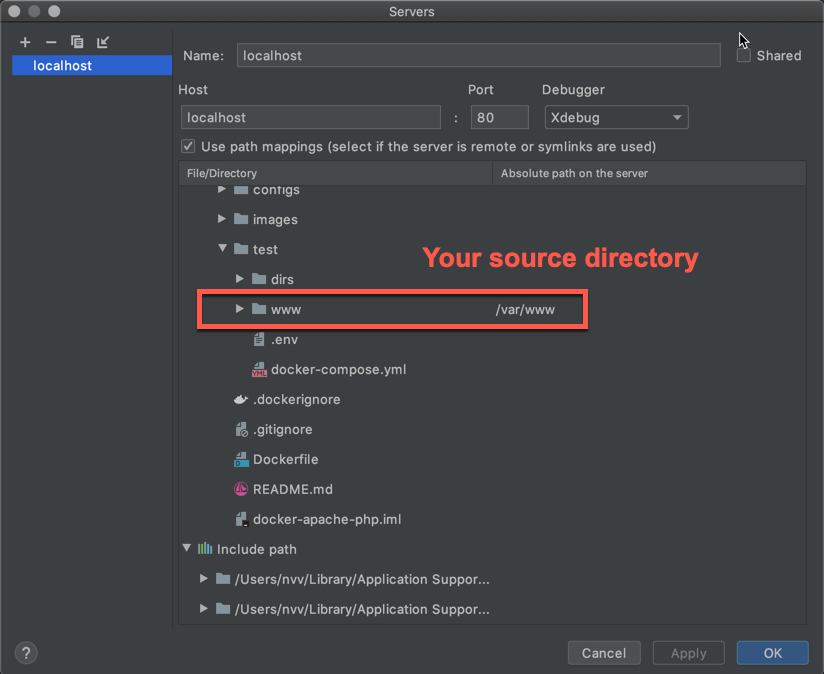 Servers
localhost
Name: localhost
Shared
Host Port Debugger
localhost : 80 Xdebug
Use path mappings (select if the server is remote or symlinks are used)
File/Directory Absolute path on the server
configs
images
test
Your source directory
dirs
www /var/www
.env
YML docker-compose.yml
.dockerignore
.gitignore
D Dockerfile
README.md
docker-apache-php.iml
Include path
/Users/nvv/Library/Application Suppor...
/Users/nvv/Library/Application Suppor...
? Cancel Apply OK